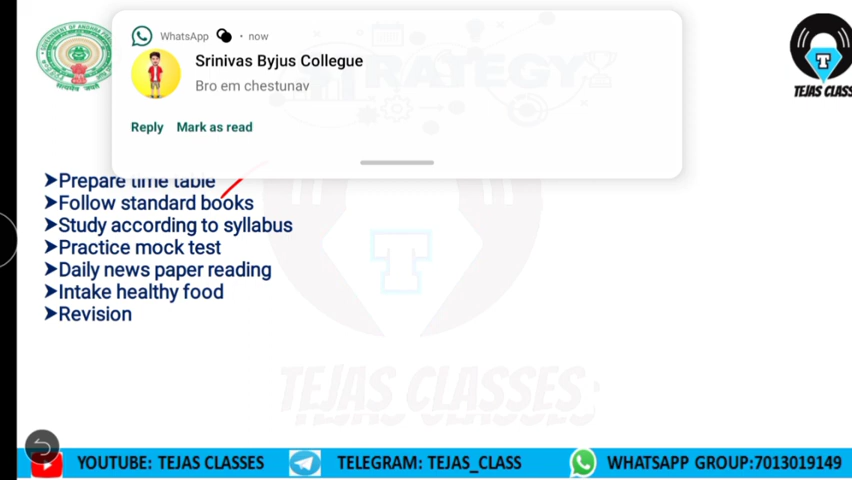 WhatsApp • now
Srinivas Byjus Collegue
Bro em chestunav
Reply Mark as read
STRATEGY
➤Prepare time table
➤Follow standard books
➤Study according to syllabus
➤Practice mock test
➤Daily news paper reading
➤Intake healthy food
➤Revision
T
TEJAS CLASSES
T
TEJAS CLASS
YOUTUBE: TEJAS CLASSES TELEGRAM: TEJAS_CLASS WHATSAPP GROUP:7013019149